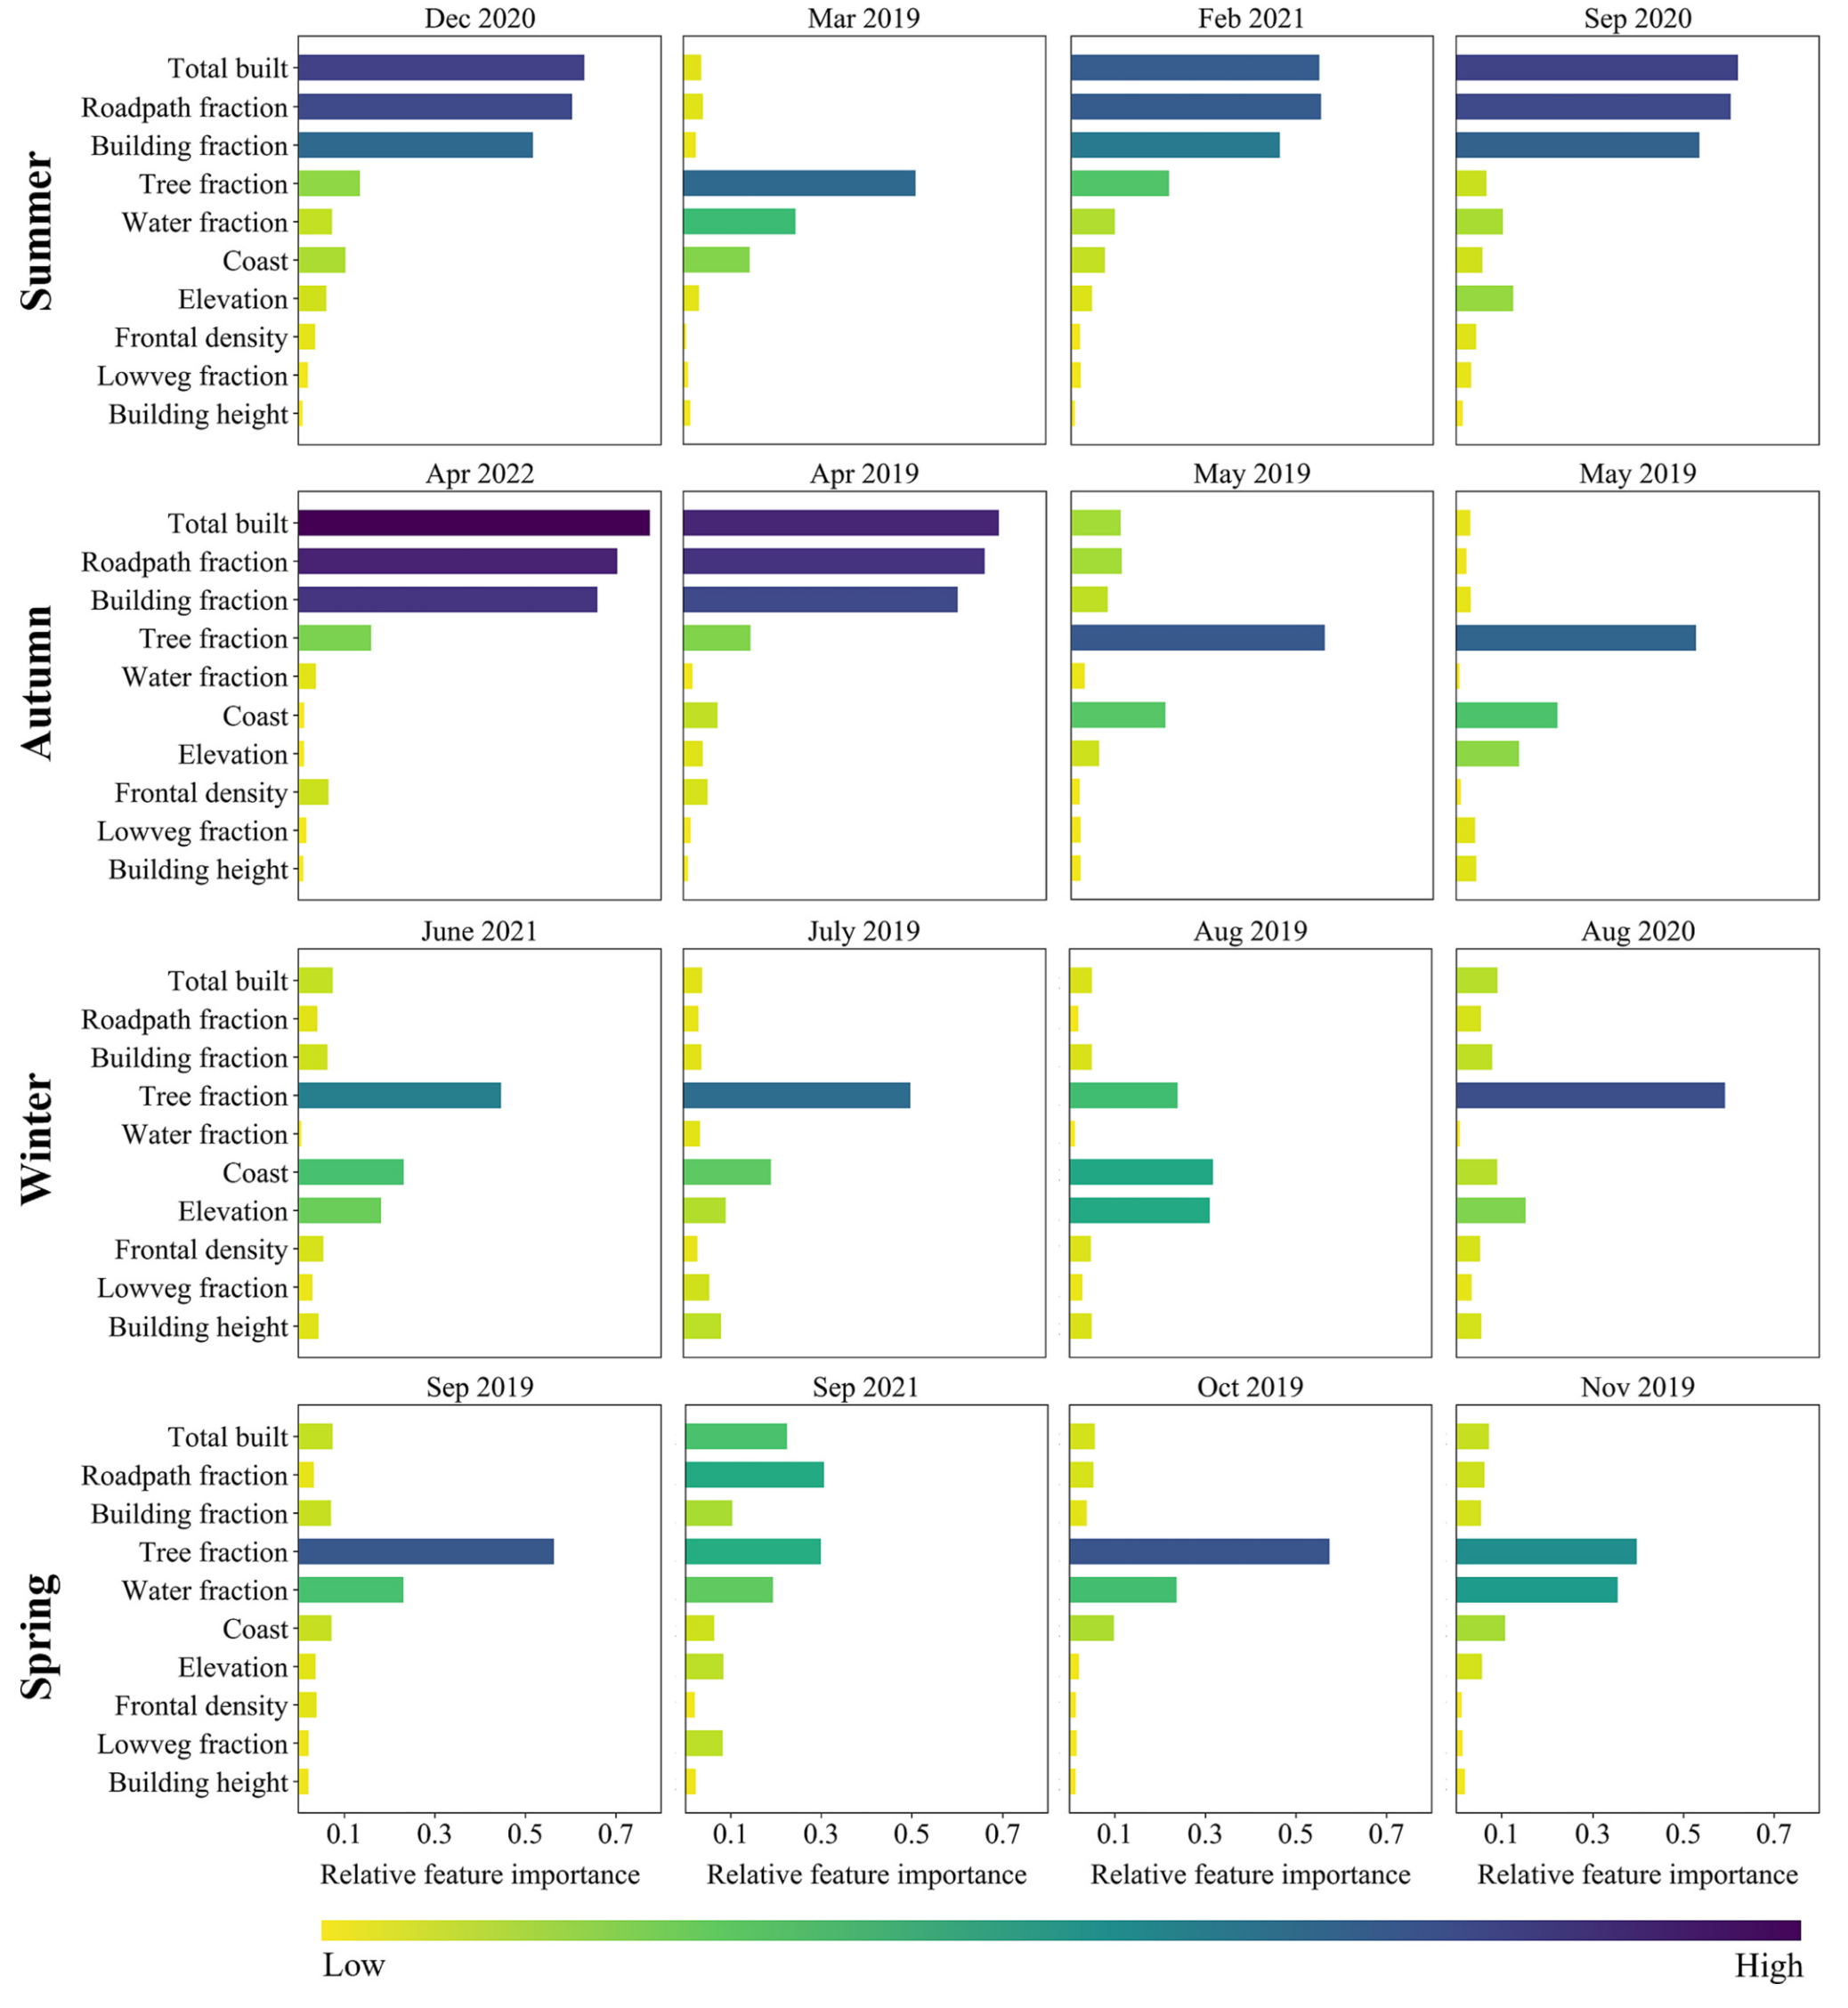 Dec 2020 Mar 2019 Feb 2021 Sep 2020
Summer
Total built
Roadpath fraction
Building fraction
Tree fraction
Water fraction
Coast
Elevation
Frontal density
Lowveg fraction
Building height
Apr 2022 Apr 2019 May 2019 May 2019
Autumn
Total built
Roadpath fraction
Building fraction
Tree fraction
Water fraction
Coast
Elevation
Frontal density
Lowveg fraction
Building height
June 2021 July 2019 Aug 2019 Aug 2020
Winter
Total built
Roadpath fraction
Building fraction
Tree fraction
Water fraction
Coast
Elevation
Frontal density
Lowveg fraction
Building height
Sep 2019 Sep 2021 Oct 2019 Nov 2019
Spring
Total built
Roadpath fraction
Building fraction
Tree fraction
Water fraction
Coast
Elevation
Frontal density
Lowveg fraction
Building height
0.1 0.3 0.5 0.7 0.1 0.3 0.5 0.7 0.1 0.3 0.5 0.7 0.1 0.3 0.5 0.7
Relative feature importance Relative feature importance Relative feature importance Relative feature importance
Low High